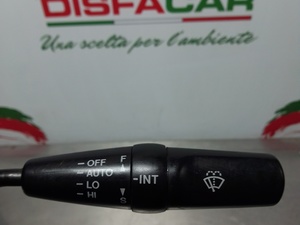 DISFACAR
Una scelta per l'ambiente
OFF F
AUTO
INT
LO
HI S